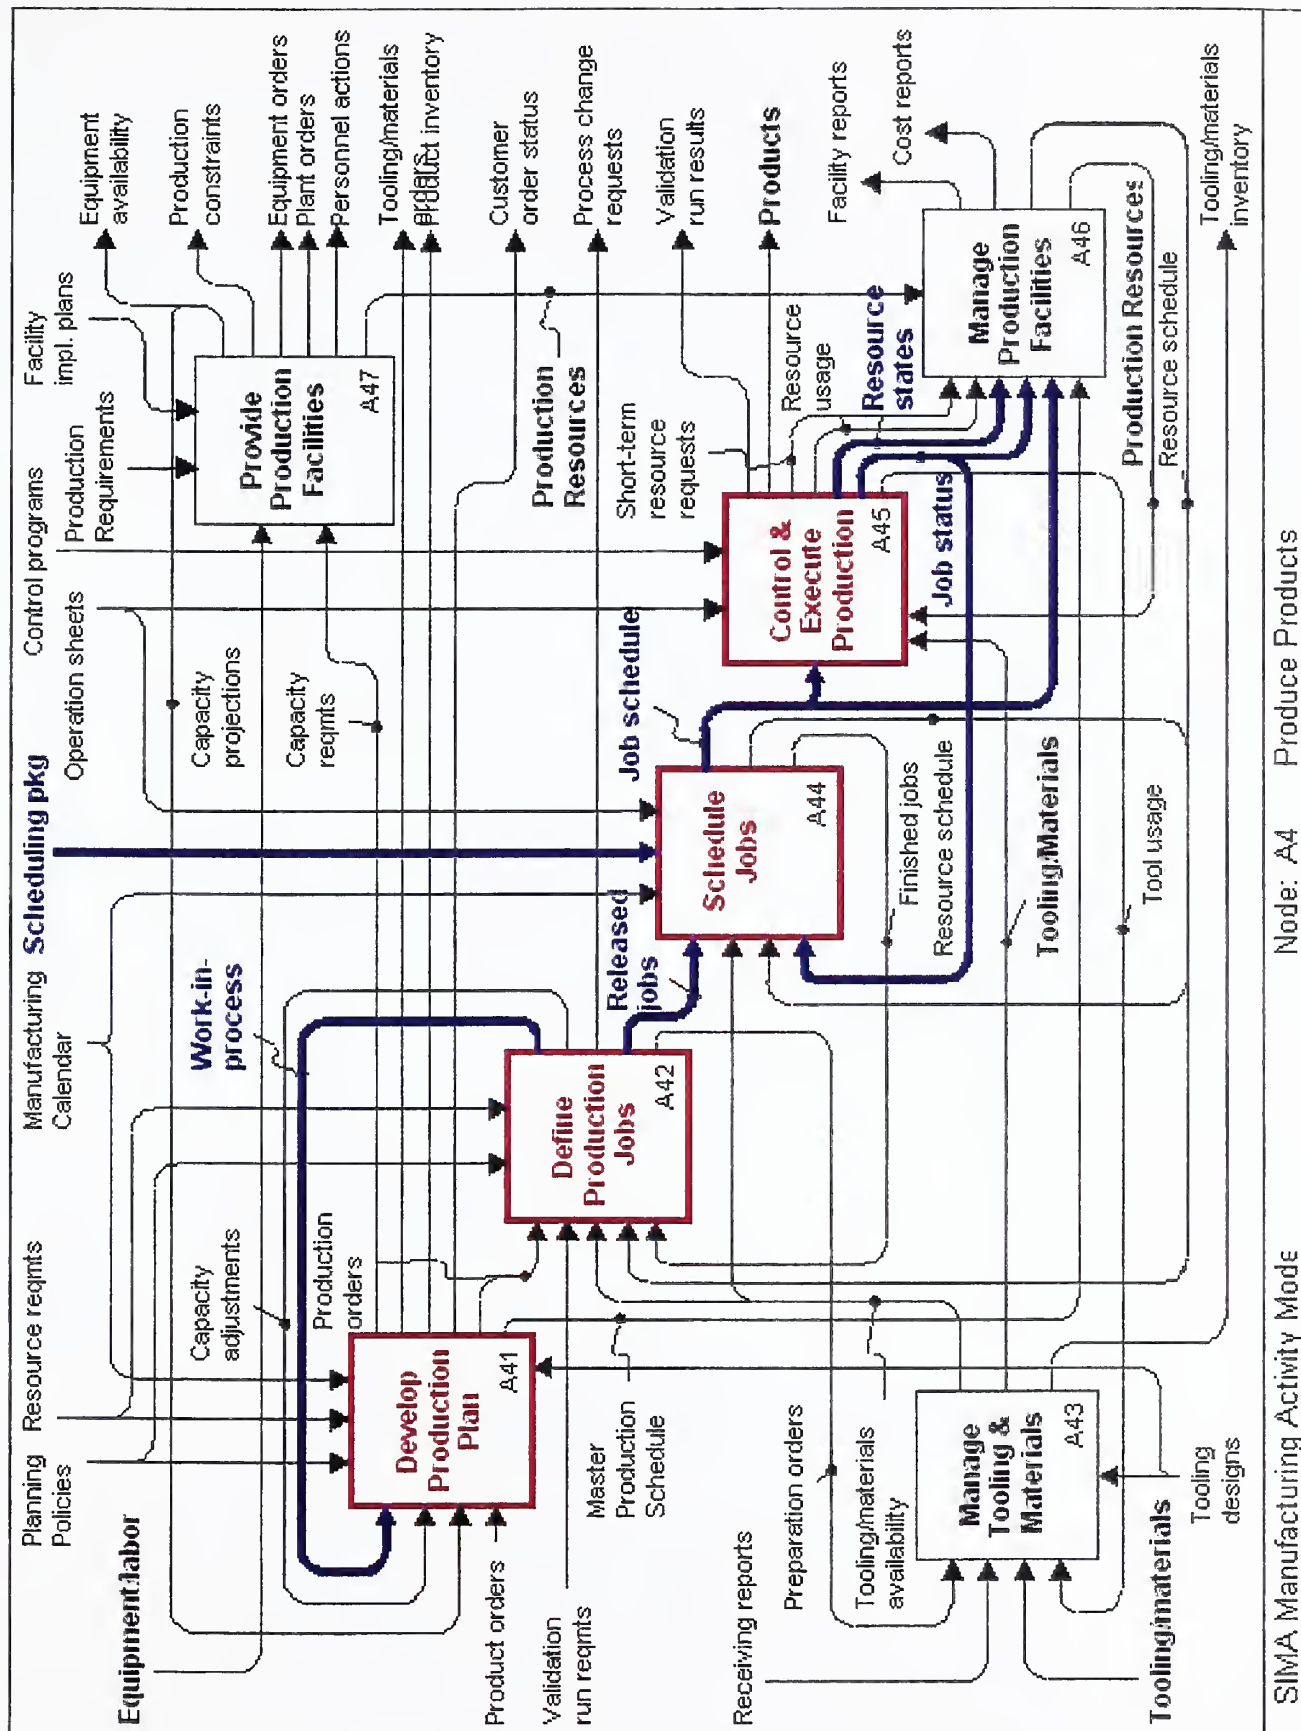 Planning
Policies
Resource reqmts
Manufacturing
Calendar
Scheduling pkg
Operation sheets
Control programs
Production
Requirements
Facility
impl. plans
Equipment
availability
Production
constraints
Equipment orders
Plant orders
Personnel actions
Tooling/materials
orders
Product inventory
Customer
order status
Process change
requests
Validation
run results
Products
Facility reports
Cost reports
Tooling/materials
inventory
Equipment/labor
Capacity
adjustments
Work-in-
process
Capacity
projections
Capacity
reqmts
Provide
Production
Facilities
A47
Production
orders
Develop
Production
Plan
A41
Product orders
Validation
run reqmts
Master
Production
Schedule
Define
Production
Jobs
A42
Released
jobs
Job schedule
Production
Resources
Short-term
resource
requests
Resource
usage
Resource
states
Schedule
Jobs
A44
Control &
Execute
Production
A45
Job status
Manage
Production
Facilities
A46
Finished jobs
Resource schedule
Production Resources
Resource schedule
Receiving reports
Preparation orders
Tooling/materials
availability
Manage
Tooling &
Materials
A43
Tooling/Materials
Tool usage
Tooling/materials
Tooling
designs
SIMA Manufacturing Activity Mode
Node: A4
Produce Products